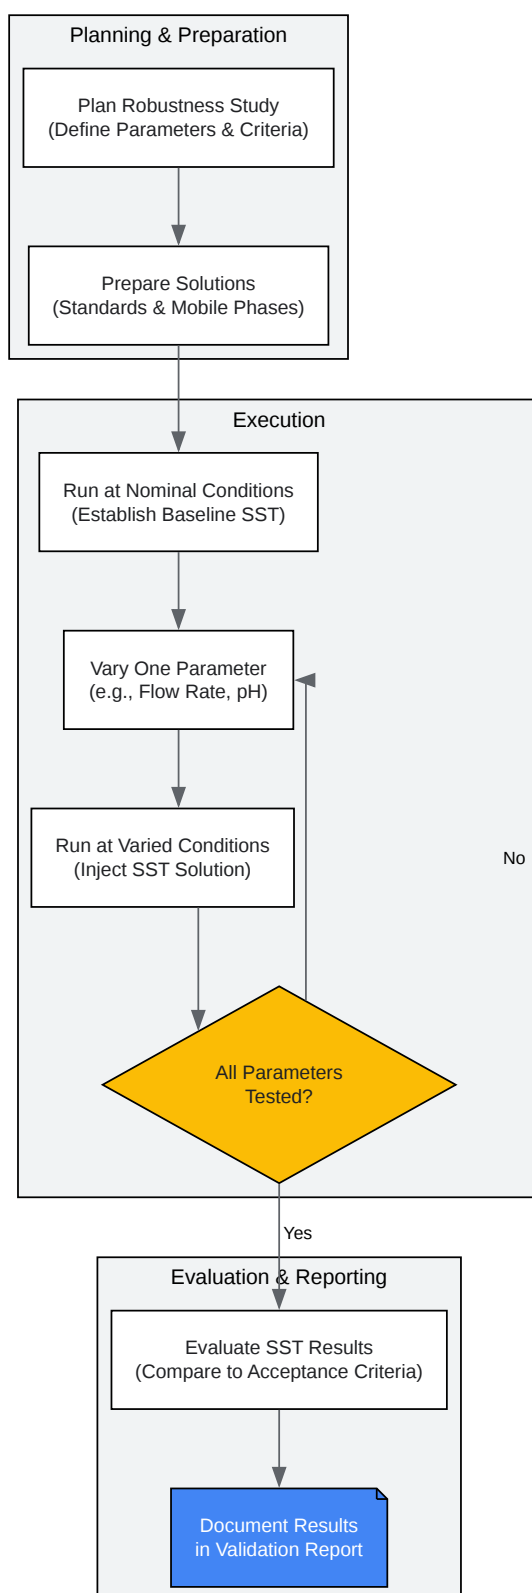 Planning & Preparation
Plan Robustness Study
(Define Parameters & Criteria)
Prepare Solutions
(Standards & Mobile Phases)
Execution
Run at Nominal Conditions
(Establish Baseline SST)
Vary One Parameter
(e.g., Flow Rate, pH)
Run at Varied Conditions
(Inject SST Solution)
No
All Parameters
Tested?
Yes
Evaluation & Reporting
Evaluate SST Results
(Compare to Acceptance Criteria)
Document Results
in Validation Report